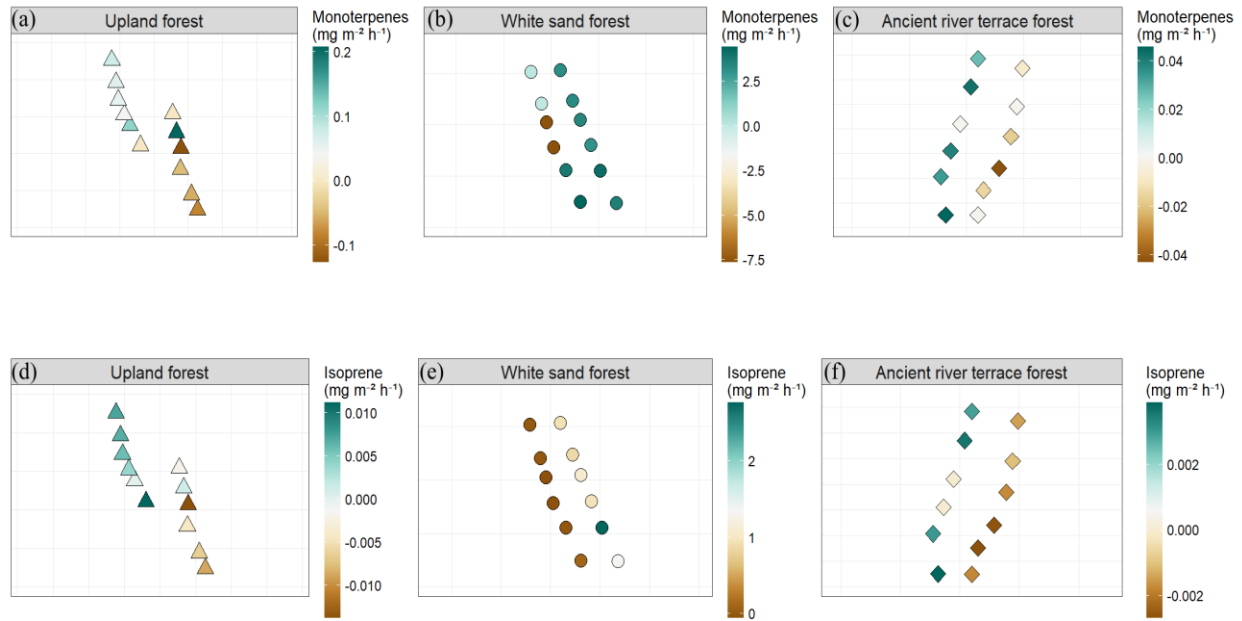 (a) Upland forest
Monoterpenes
(mg m⁻² h⁻¹)
0.2
0.1
0.0
-0.1
(b) White sand forest
Monoterpenes
(mg m⁻² h⁻¹)
2.5
0.0
-2.5
-5.0
-7.5
(c) Ancient river terrace forest
Monoterpenes
(mg m⁻² h⁻¹)
0.04
0.02
0.00
-0.02
-0.04
(d) Upland forest
Isoprene
(mg m⁻² h⁻¹)
0.010
0.005
0.000
-0.005
-0.010
(e) White sand forest
Isoprene
(mg m⁻² h⁻¹)
2
1
0
(f) Ancient river terrace forest
Isoprene
(mg m⁻² h⁻¹)
0.002
0.000
-0.002